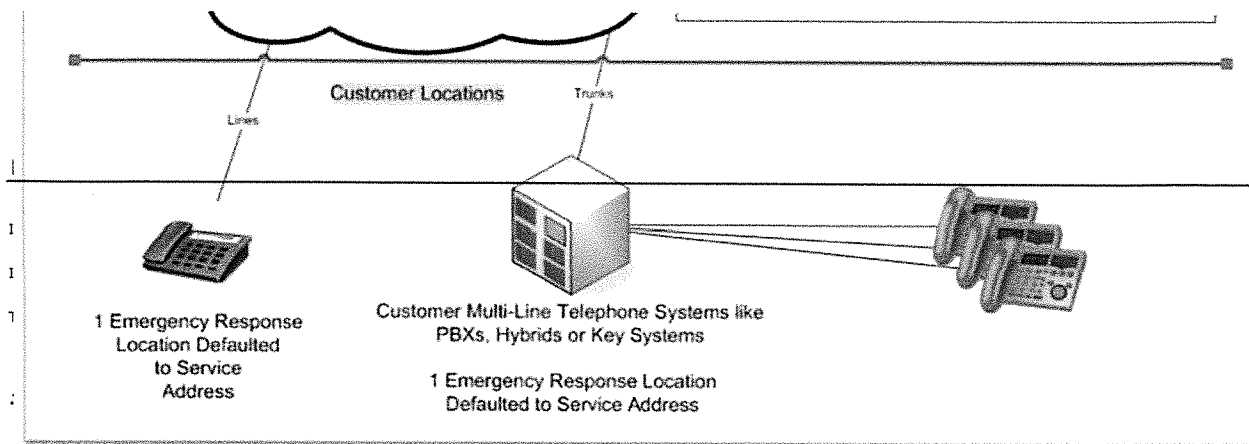 Customer Locations
Trunks
Lines
1 Emergency Response
Location Defaulted
to Service
Address
Customer Multi-Line Telephone Systems like
PBXs, Hybrids or Key Systems
1 Emergency Response Location
Defaulted to Service Address